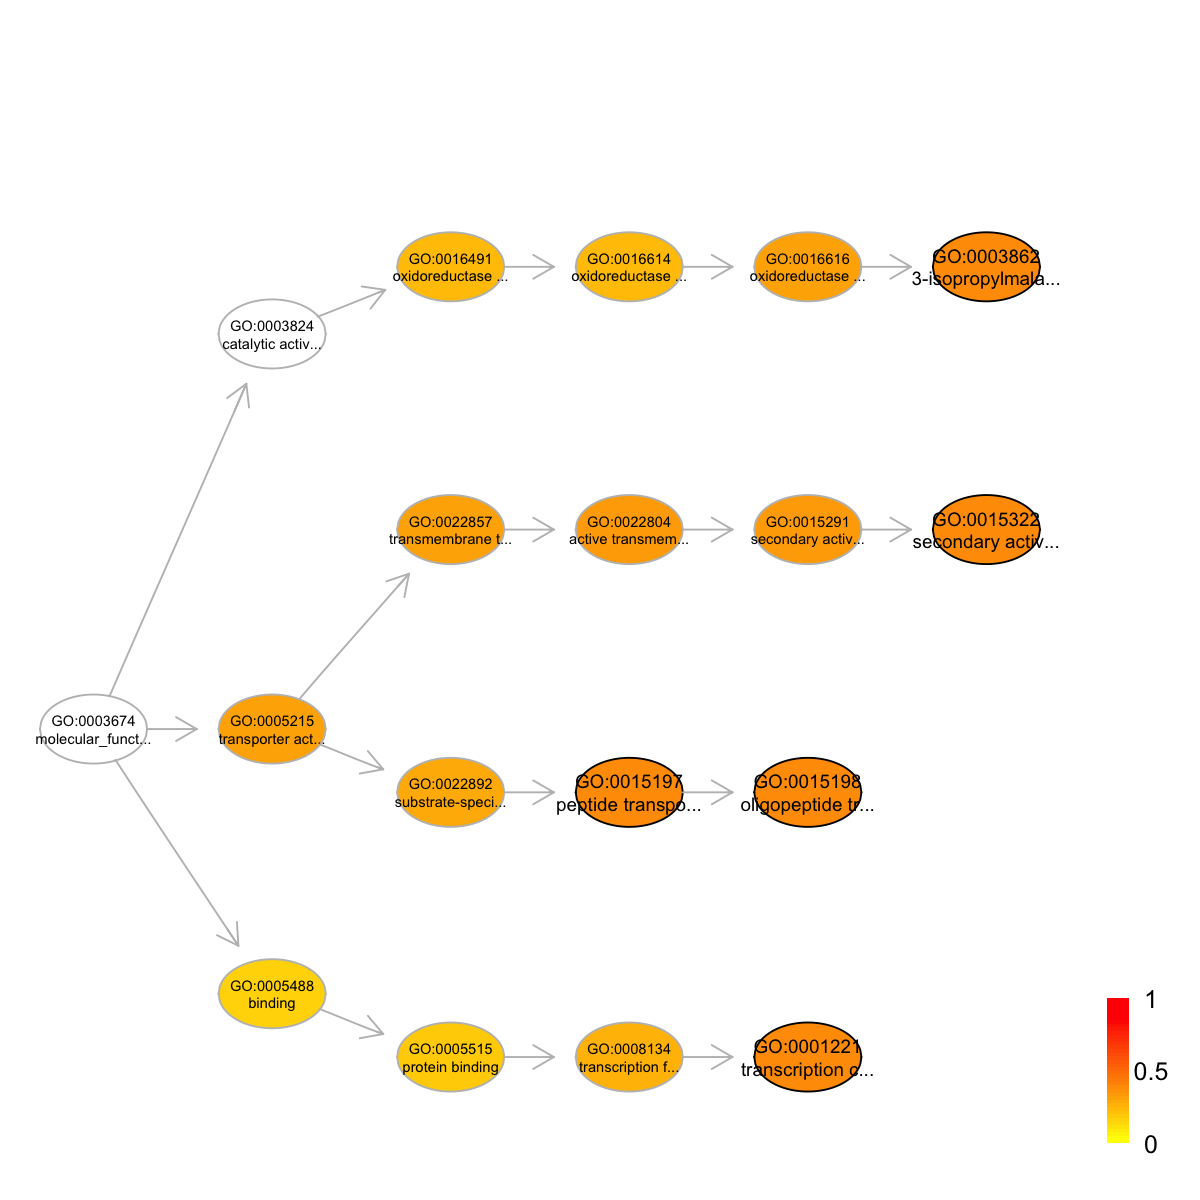 GO:0016491
oxidoreductase ...
GO:0016614
oxidoreductase ...
GO:0016616
oxidoreductase ...
GO:0003862
3-isopropylmala...
GO:0003824
catalytic activ...
GO:0022857
transmembrane t...
GO:0022804
active transmem...
GO:0015291
secondary activ...
GO:0015322
secondary activ...
GO:0003674
molecular_funct...
GO:0005215
transporter act...
GO:0022892
substrate-speci...
GO:0015197
peptide transpo...
GO:0015198
oligopeptide tr...
GO:0005488
binding
GO:0005515
protein binding
GO:0008134
transcription f...
GO:0001221
transcription c...
1
0.5
0